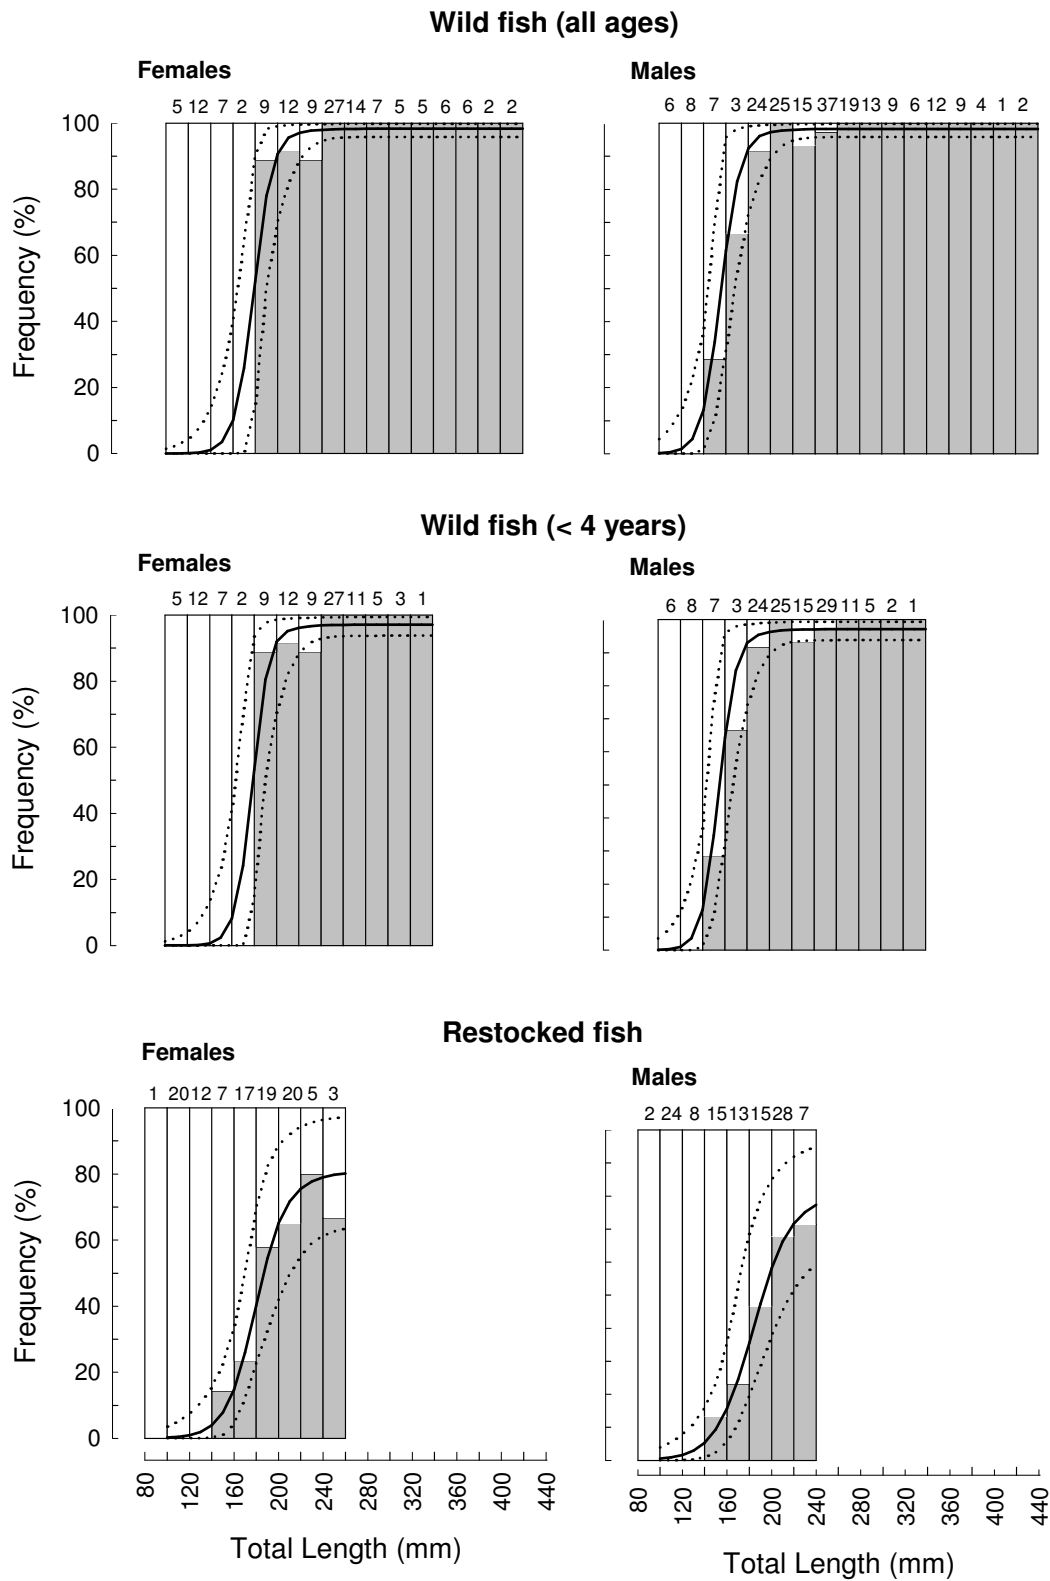 Wild fish (all ages)
Females
Males
5 12 7 2 9 12 9 27 14 7 5 5 6 6 2 2
6 8 7 3 24 25 15 37 19 13 9 6 12 9 4 1 2
100
80
60
40
20
0
Frequency (%)
Wild fish (< 4 years)
Females
Males
5 12 7 2 9 12 9 27 11 5 3 1
6 8 7 3 24 25 15 29 11 5 2 1
100
80
60
40
20
0
Frequency (%)
Restocked fish
Females
Males
1 20 12 7 17 19 20 5 3
2 24 8 15 13 15 28 7
100
80
60
40
20
0
Frequency (%)
80 120 160 200 240 280 320 360 400 440
80 120 160 200 240 280 320 360 400 440
Total Length (mm)
Total Length (mm)